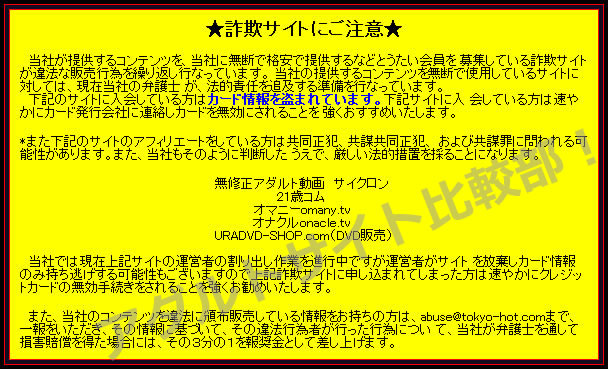 ★詐欺サイトにご注意★
当社が提供するコンテンツを、当社に無断で格安で提供するなどとうたい会員を募集している詐欺サイト
が違法な販売行為を繰り返し行なっています。当社の提供するコンテンツを無断で使用しているサイトに
対しては、現在当社の弁護士 が、法的責任を追及する準備を行なっています。
下記のサイトに入会している方はカード情報を盗まれています。下記サイトに入 会している方は速や
かにカード発行会社に連絡しカードを無効にされることを強くおすすめいたします。
*また下記のサイトのアフィリエートをしている方は共同正犯、共謀共同正犯、および共謀罪に問われる可
能性があります。また、当社もそのように判断したうえで、厳しい法的措置を採ることになります。
無修正アダルト動画 サイクロン
21歳コム
オマニーomany.tv
オナクルonacle.tv
URADVD-SHOP.com(DVD販売)
当社では現在上記サイトの運営者の割り出し作業を進行中ですが運営者がサイトを放棄しカード情報
のみ持ち逃げする可能性もございますので上記詐欺サイトに申し込まれてしまった方は速やかにクレジッ
トカードの無効手続きをされることを強くお勧めいたします。
また、当社のコンテンツを違法に頒布販売している情報をお持ちの方は、abuse@tokyo-hot.comまで、
一報をいただき、その情報に基づいて、その違法行為者が行った行為につい て、当社が弁護士を通して
損害賠償を得た場合には、その3分の1を報奨金として差し上げます。
アダルトサイト比較部！